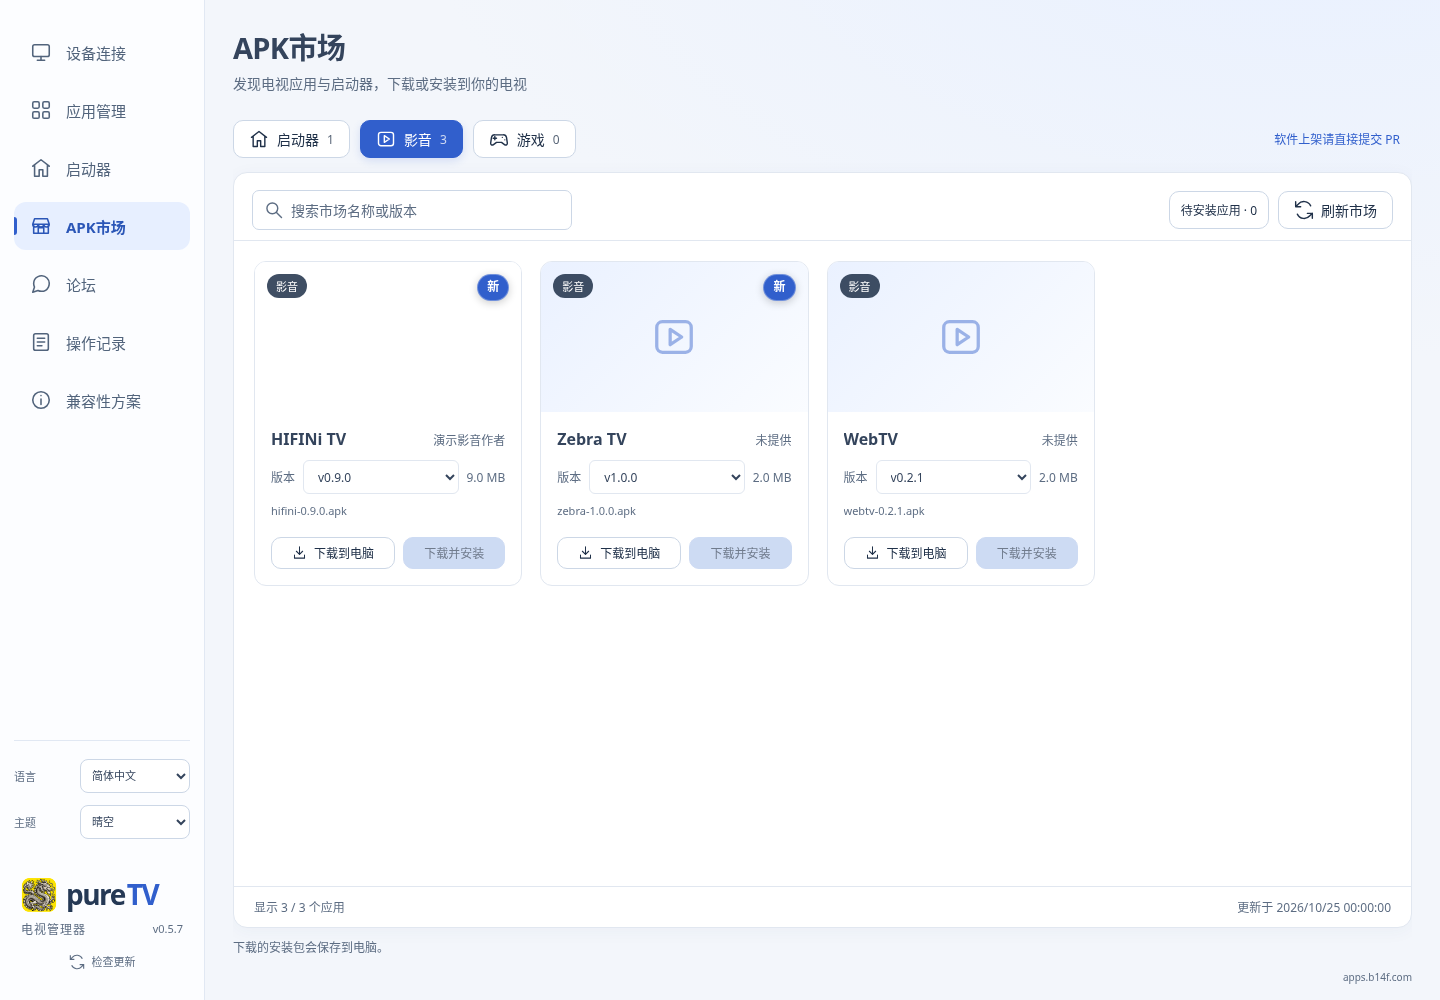 设备连接
应用管理
启动器
APK市场
论坛
操作记录
兼容性方案
语言
简体中文
主题
晴空
pureTV
电视管理器
v0.5.7
检查更新
APK市场
发现电视应用与启动器，下载或安装到你的电视
启动器 1
影音 3
游戏 0
软件上架请直接提交 PR
搜索市场名称或版本
待安装应用 · 0
刷新市场
影音
新
HIFINi TV
演示影音作者
版本
v0.9.0
9.0 MB
hifini-0.9.0.apk
下载到电脑
下载并安装
影音
新
Zebra TV
未提供
版本
v1.0.0
2.0 MB
zebra-1.0.0.apk
下载到电脑
下载并安装
影音
WebTV
未提供
版本
v0.2.1
2.0 MB
webtv-0.2.1.apk
下载到电脑
下载并安装
显示 3 / 3 个应用
更新于 2026/10/25 00:00:00
下载的安装包会保存到电脑。
apps.b14f.com